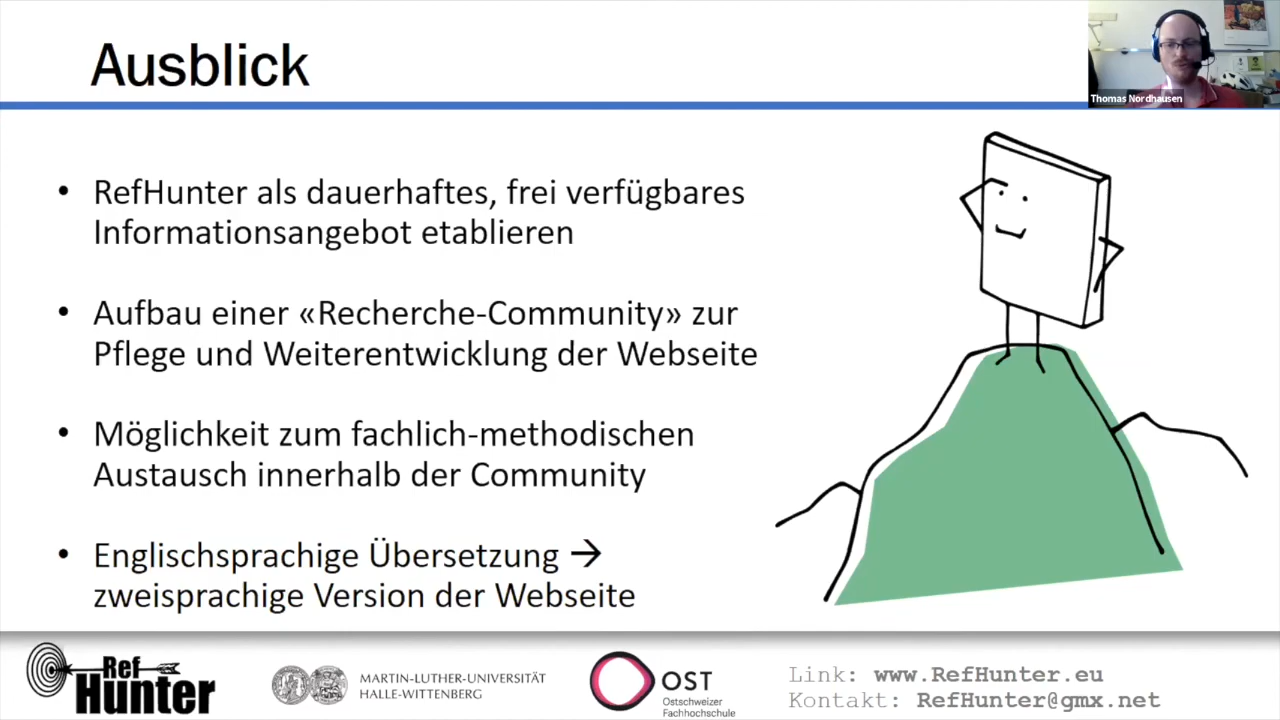 Ausblick
Thomas Nordhausen
• RefHunter als dauerhaftes, frei verfügbares
Informationsangebot etablieren
• Aufbau einer «Recherche-Community» zur
Pflege und Weiterentwicklung der Webseite
• Möglichkeit zum fachlich-methodischen
Austausch innerhalb der Community
• Englischsprachige Übersetzung →
zweisprachige Version der Webseite
Ref
Hunter
MARTIN-LUTHER-UNIVERSITÄT
HALLE-WITTENBERG
OST
Ostschweizer
Fachhochschule
Link: www.RefHunter.eu
Kontakt: RefHunter@gmx.net